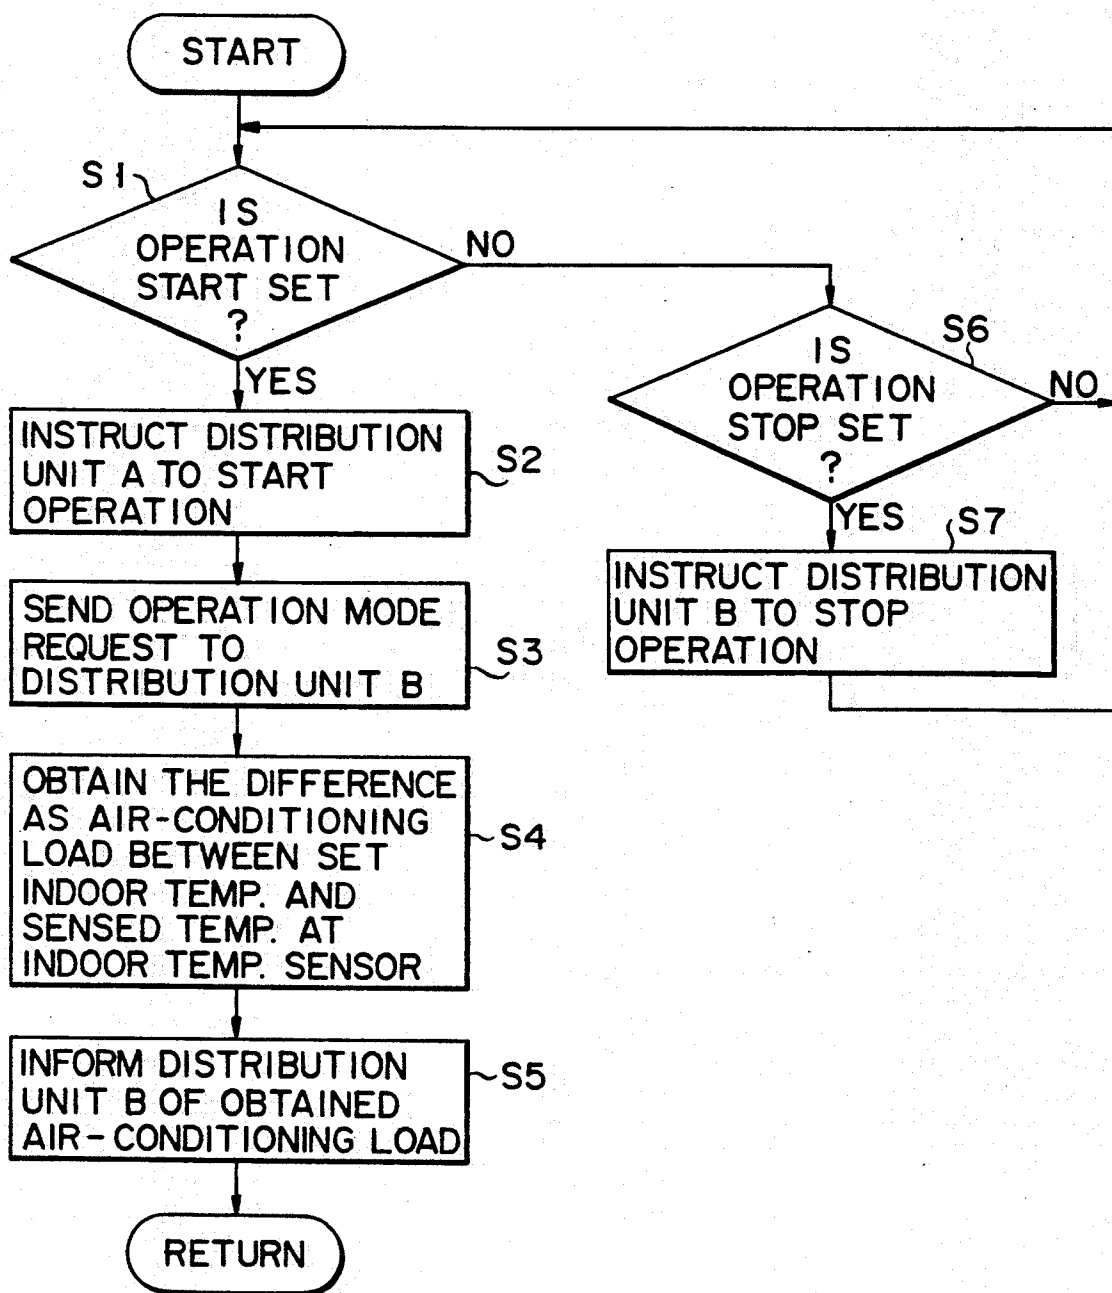 START
S1
IS
OPERATION
START SET
?
NO
YES
INSTRUCT DISTRIBUTION
UNIT A TO START
OPERATION
S2
SEND OPERATION MODE
REQUEST TO
DISTRIBUTION UNIT B
S3
OBTAIN THE DIFFERENCE
AS AIR-CONDITIONING
LOAD BETWEEN SET
INDOOR TEMP. AND
SENSED TEMP. AT
INDOOR TEMP. SENSOR
S4
INFORM DISTRIBUTION
UNIT B OF OBTAINED
AIR-CONDITIONING LOAD
S5
RETURN
S6
IS
OPERATION
STOP SET
?
NO
YES
S7
INSTRUCT DISTRIBUTION
UNIT B TO STOP
OPERATION